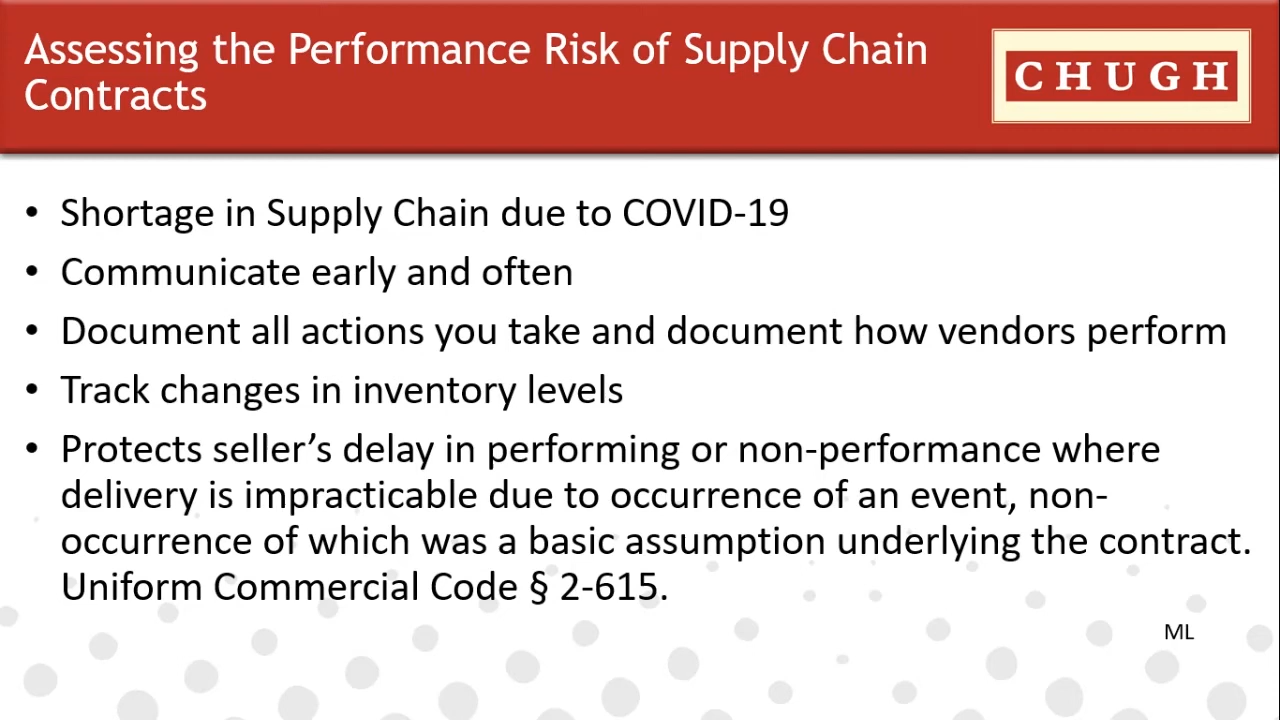 Assessing the Performance Risk of Supply Chain
Contracts
CHUGH
• Shortage in Supply Chain due to COVID-19
• Communicate early and often
• Document all actions you take and document how vendors perform
• Track changes in inventory levels
• Protects seller’s delay in performing or non-performance where
delivery is impracticable due to occurrence of an event, non-
occurrence of which was a basic assumption underlying the contract.
Uniform Commercial Code § 2-615.
ML